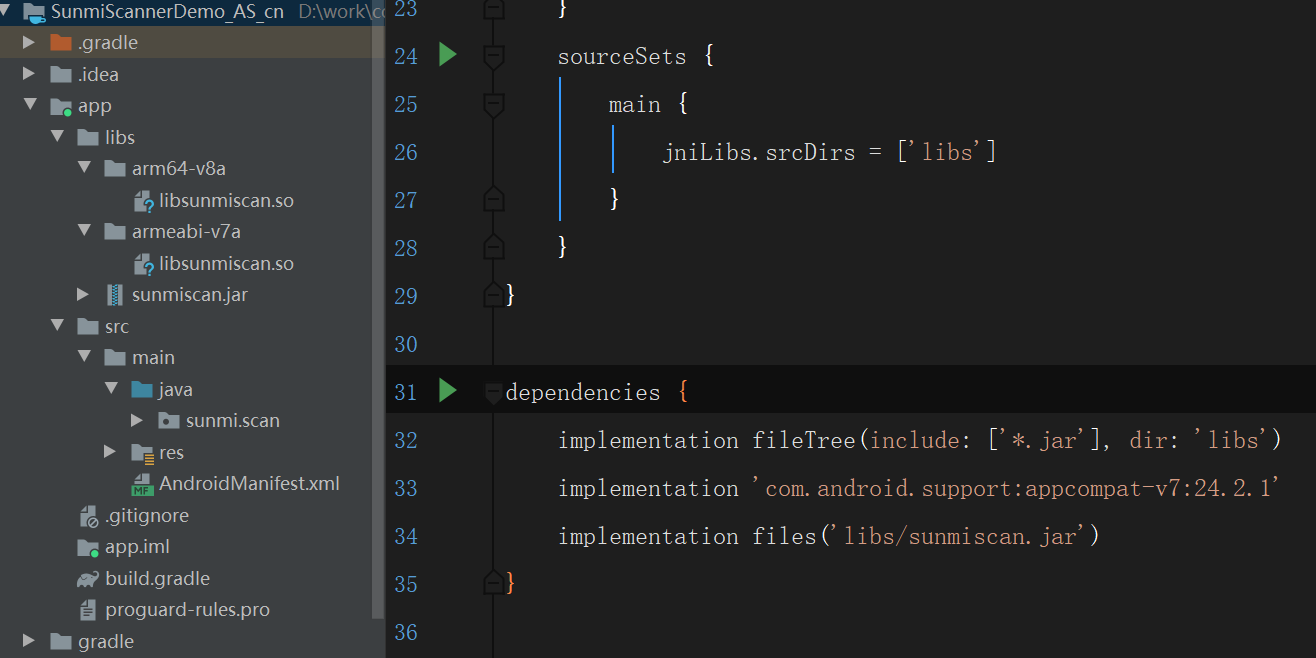 SunmiScannerDemo_AS_cn D:\work\co
.gradle
.idea
app
libs
arm64-v8a
libsunmiscan.so
armeabi-v7a
libsunmiscan.so
sunmiscan.jar
src
main
java
sunmi.scan
res
MF AndroidManifest.xml
.gitignore
app.iml
build.gradle
proguard-rules.pro
gradle
23 }
24 sourceSets {
25 main {
26 jniLibs.srcDirs = ['libs']
27 }
28 }
29 }
30
31 dependencies {
32 implementation fileTree(include: ['*.jar'], dir: 'libs')
33 implementation 'com.android.support:appcompat-v7:24.2.1'
34 implementation files('libs/sunmiscan.jar')
35 }
36